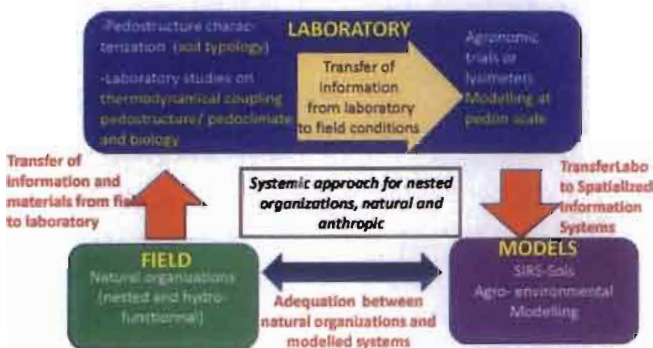 LABORATORY
-Pedostructure charac-
terization (soil typology)
-Laboratory studies on
thermodynamical coupling
pedostructure/ pedoclimate
and biology
Transfer of
information
from laboratory
to field conditions
Agronomic
trials or
lysimeters
Modelling at
pedon scale
Transfer of
information and
materials from field
to laboratory
Systemic approach for nested
organizations, natural and
anthropic
TransferLabo
to Spatialized
Information
Systems
FIELD
Natural organizations
(nested and hydro-
functionnal)
Adequation between
natural organizations and
modelled systems
MODELS
SIRS-Sols
Agro- environmental
Modelling